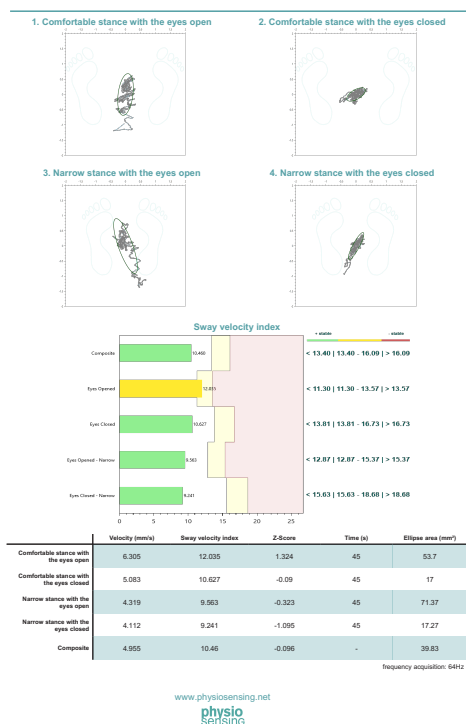 1. Comfortable stance with the eyes open
2. Comfortable stance with the eyes closed
3. Narrow stance with the eyes open
4. Narrow stance with the eyes closed
Sway velocity index
+ stable - stable
Composite 10.460 < 13.40 | 13.40 - 16.09 | > 16.09
Eyes Opened 12.035 < 11.30 | 11.30 - 13.57 | > 13.57
Eyes Closed 10.627 < 13.81 | 13.81 - 16.73 | > 16.73
Eyes Opened - Narrow 9.563 < 12.87 | 12.87 - 15.37 | > 15.37
Eyes Closed - Narrow 9.241 < 15.63 | 15.63 - 18.68 | > 18.68
0 5 10 15 20 25
Velocity (mm/s) Sway velocity index Z-Score Time (s) Ellipse area (mm²)
Comfortable stance with
the eyes open 6.305 12.035 1.324 45 53.7
Comfortable stance with
the eyes closed 5.083 10.627 -0.09 45 17
Narrow stance with the
eyes open 4.319 9.563 -0.323 45 71.37
Narrow stance with the
eyes closed 4.112 9.241 -1.095 45 17.27
Composite 4.955 10.46 -0.096 - 39.83
frequency acquisition: 64Hz
www.physiosensing.net
physio
sensing